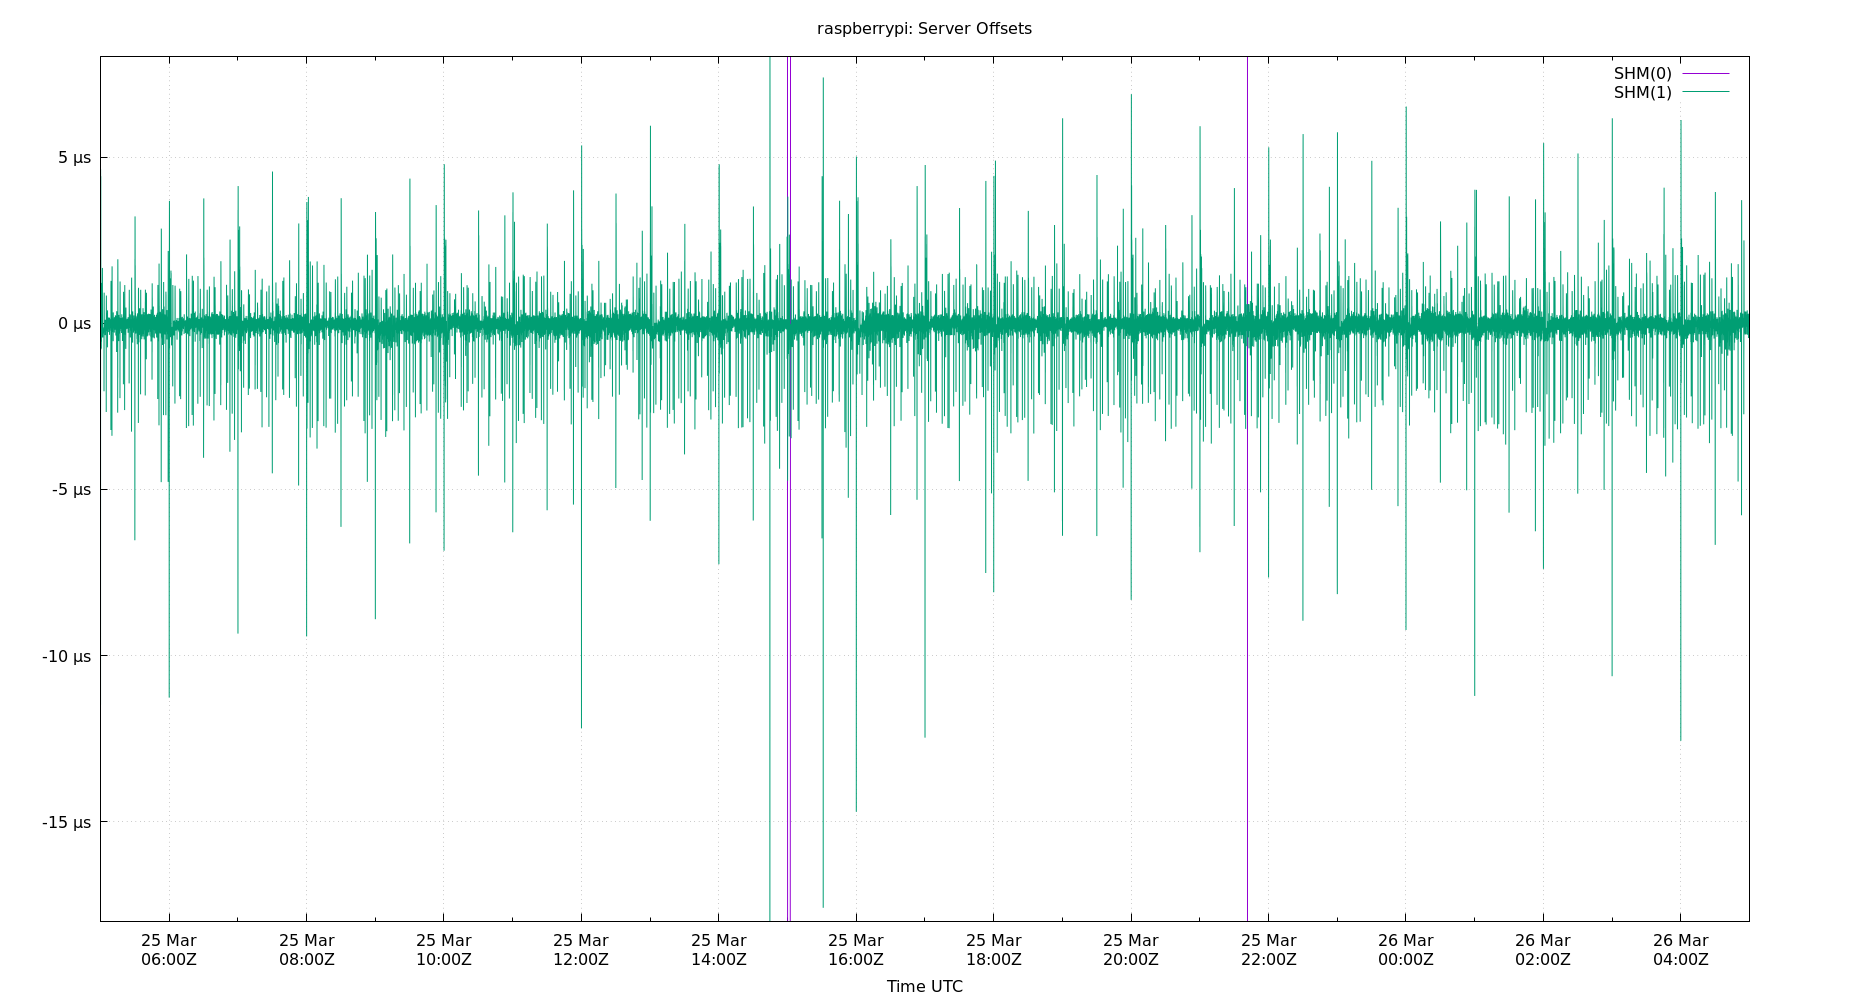 raspberrypi: Server Offsets
SHM(0)
SHM(1)
5 µs
0 µs
-5 µs
-10 µs
-15 µs
25 Mar 25 Mar 25 Mar 25 Mar 25 Mar 25 Mar 25 Mar 25 Mar 25 Mar 26 Mar 26 Mar 26 Mar
06:00Z 08:00Z 10:00Z 12:00Z 14:00Z 16:00Z 18:00Z 20:00Z 22:00Z 00:00Z 02:00Z 04:00Z
Time UTC